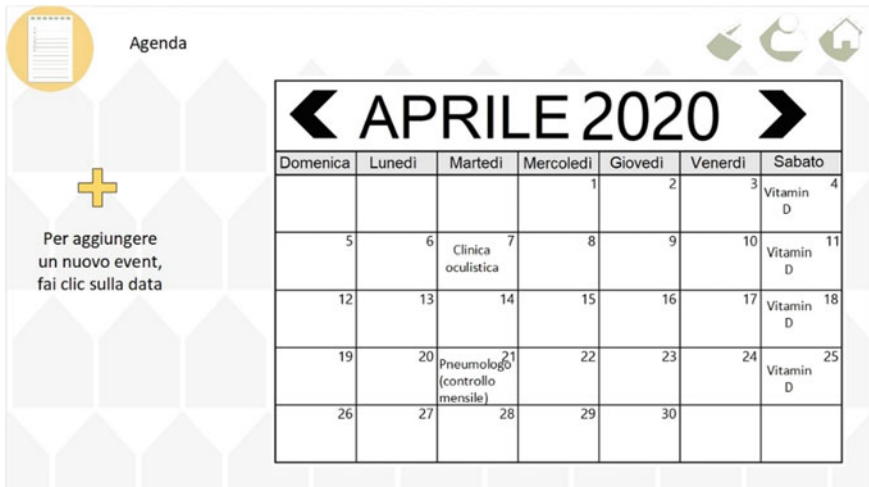 Agenda
APRILE 2020
Domenica Lunedì Martedì Mercoledì Giovedì Venerdì Sabato
1 2 3 4
Vitamin
D
5 6 7 8 9 10 11
Clinica
oculistica
Vitamin
D
12 13 14 15 16 17 18
Vitamin
D
19 20 21 22 23 24 25
Pneumologo
(controllo
mensile)
Vitamin
D
26 27 28 29 30
Per aggiungere
un nuovo event,
fai clic sulla data